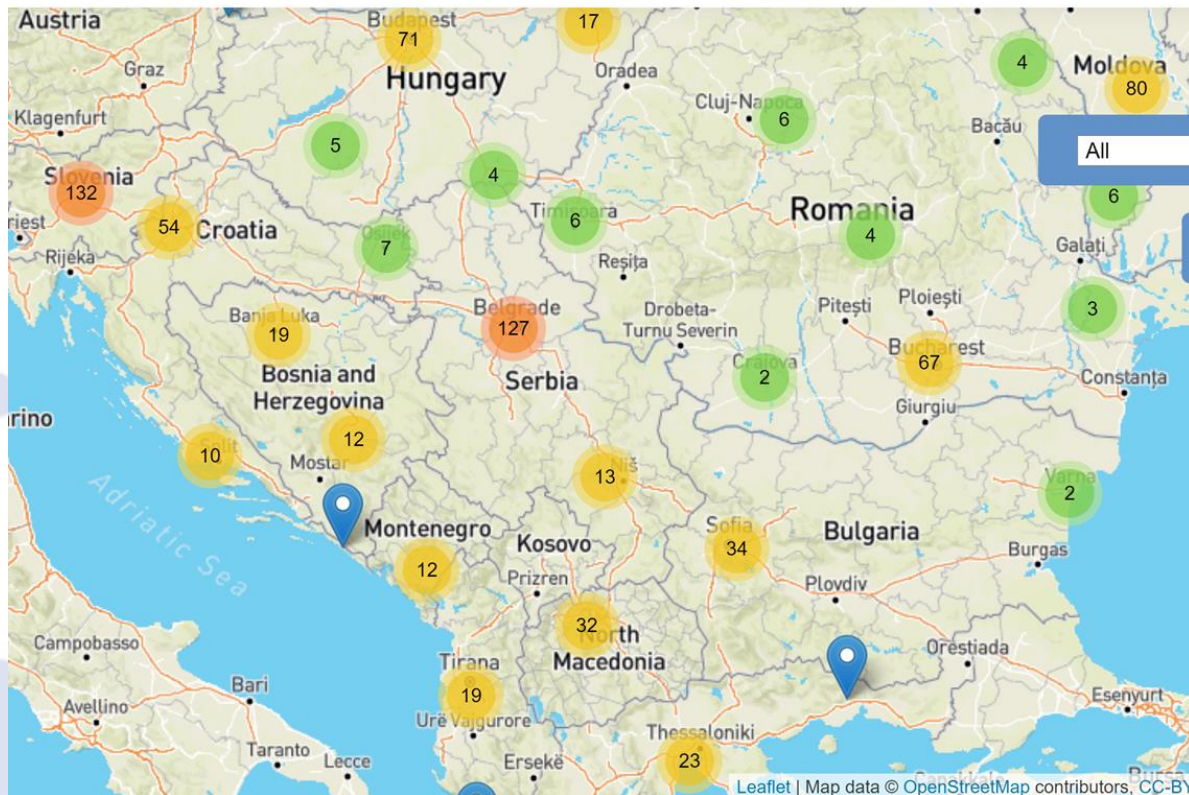 Austria
Budapest
71
17
Graz
Hungary
Oradea
4
Moldova
80
Klagenfurt
5
Cluj-Napoca
6
Bacău
All
Slovenia
132
4
6
54
Croatia
Timișoara
6
Romania
4
Rijeka
Osijek
7
Reșița
Galați
Banja Luka
19
Belgrade
127
Drobeta-
Turnu Severin
Pitești
Ploiești
3
Bosnia and
Herzegovina
Serbia
Craiova
2
Bucharest
67
Constanța
Giurgiu
12
Split
10
Mostar
Niš
13
Varna
2
Adriatic Sea
Montenegro
Kosovo
Sofia
34
Bulgaria
Burgas
12
Prizren
Plovdiv
32
North
Macedonia
Campobasso
Orestiada
Tirana
19
Bari
Esenyurt
Avellino
Urë Vajgurore
Thessaloniki
Taranto
Lecce
Ersekë
23
Leaflet | Map data © OpenStreetMap contributors, CC-BY